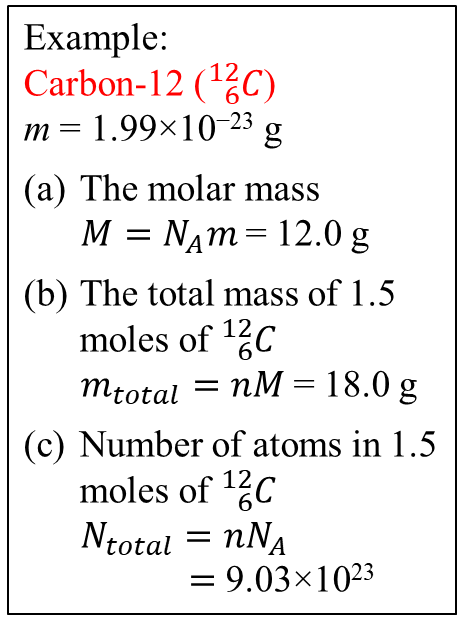 Example:
Carbon-12 (¹²₆C)
m = 1.99×10⁻²³ g
(a) The molar mass
M = N_A m = 12.0 g
(b) The total mass of 1.5
moles of ¹²₆C
m_total = nM = 18.0 g
(c) Number of atoms in 1.5
moles of ¹²₆C
N_total = nN_A
= 9.03×10²³